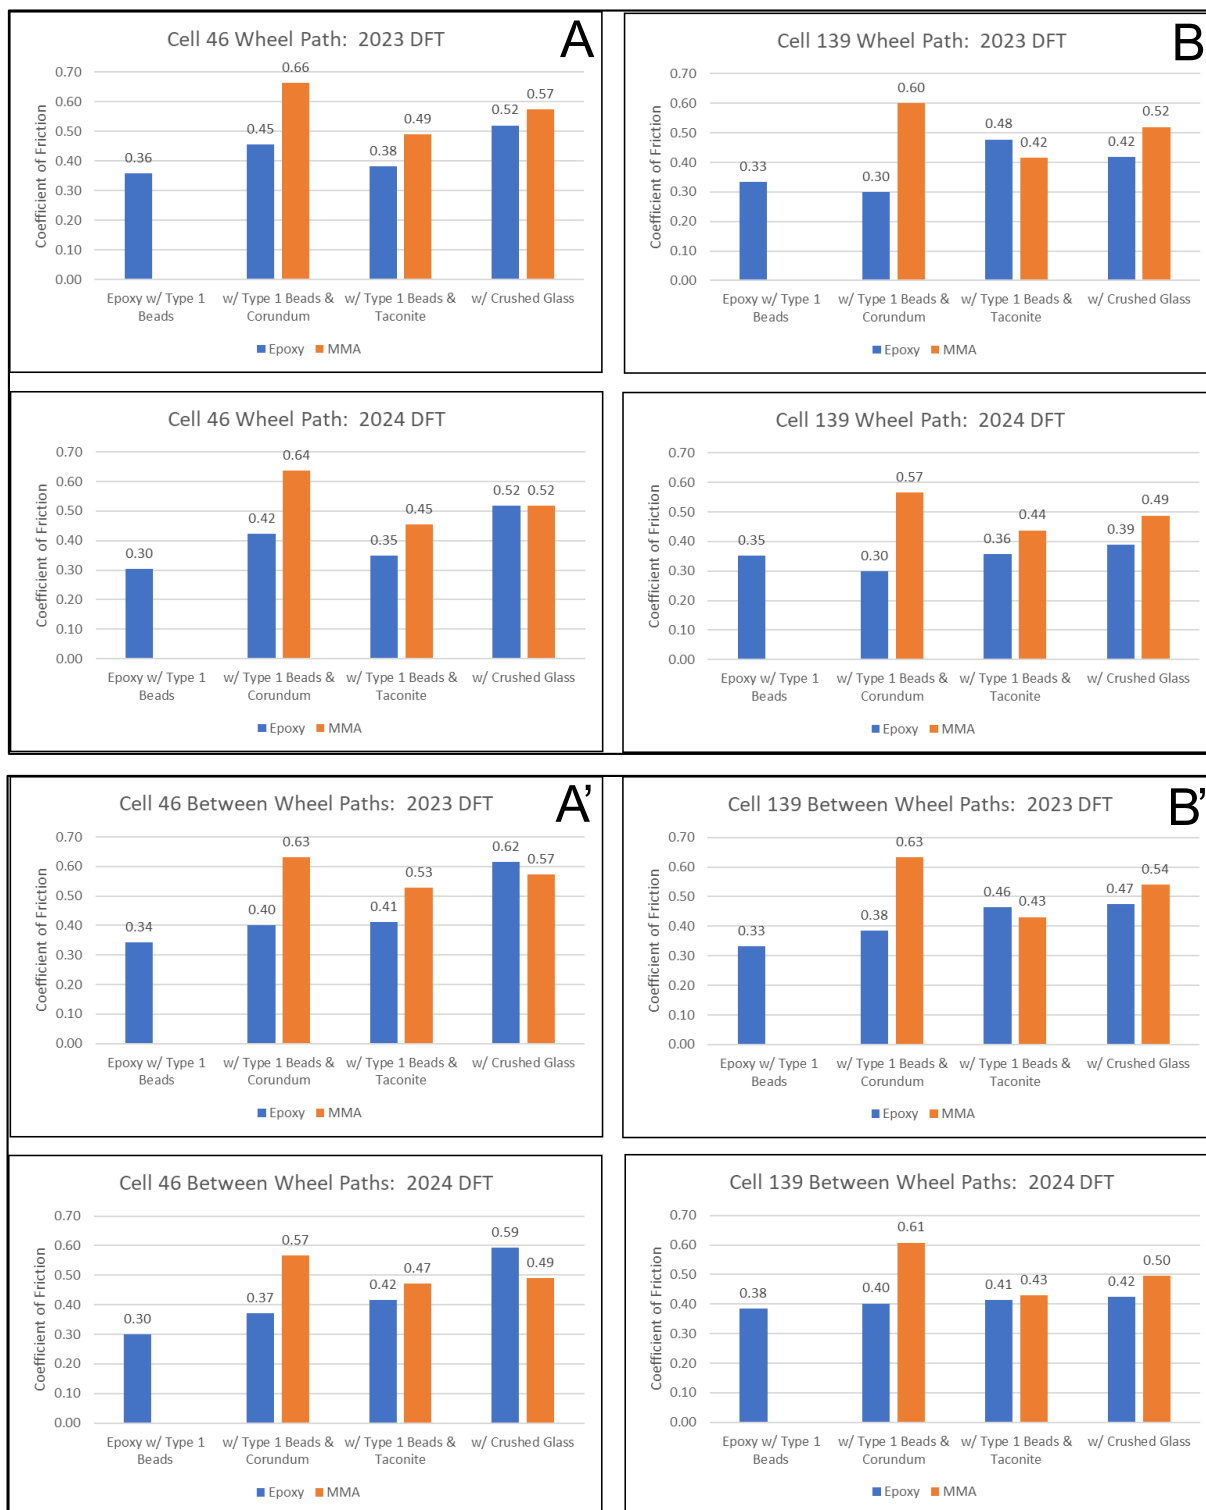 Cell 46 Wheel Path: 2023 DFT
A
Coefficient of Friction
0.70
0.60
0.50
0.40
0.30
0.20
0.10
0.00
0.36
0.45
0.66
0.38
0.49
0.52
0.57
Epoxy w/ Type 1
Beads
w/ Type 1 Beads &
Corundum
w/ Type 1 Beads &
Taconite
w/ Crushed Glass
Epoxy MMA
Cell 139 Wheel Path: 2023 DFT
B
Coefficient of Friction
0.70
0.60
0.50
0.40
0.30
0.20
0.10
0.00
0.33
0.30
0.60
0.48
0.42
0.42
0.52
Epoxy w/ Type 1
Beads
w/ Type 1 Beads &
Corundum
w/ Type 1 Beads &
Taconite
w/ Crushed Glass
Epoxy MMA
Cell 46 Wheel Path: 2024 DFT
Coefficient of Friction
0.70
0.60
0.50
0.40
0.30
0.20
0.10
0.00
0.30
0.42
0.64
0.35
0.45
0.52
0.52
Epoxy w/ Type 1
Beads
w/ Type 1 Beads &
Corundum
w/ Type 1 Beads &
Taconite
w/ Crushed Glass
Epoxy MMA
Cell 139 Wheel Path: 2024 DFT
Coefficient of Friction
0.70
0.60
0.50
0.40
0.30
0.20
0.10
0.00
0.35
0.30
0.57
0.36
0.44
0.39
0.49
Epoxy w/ Type 1
Beads
w/ Type 1 Beads &
Corundum
w/ Type 1 Beads &
Taconite
w/ Crushed Glass
Epoxy MMA
Cell 46 Between Wheel Paths: 2023 DFT
A'
Coefficient of Friction
0.70
0.60
0.50
0.40
0.30
0.20
0.10
0.00
0.34
0.40
0.63
0.41
0.53
0.62
0.57
Epoxy w/ Type 1
Beads
w/ Type 1 Beads &
Corundum
w/ Type 1 Beads &
Taconite
w/ Crushed Glass
Epoxy MMA
Cell 139 Between Wheel Paths: 2023 DFT
B'
Coefficient of Friction
0.70
0.60
0.50
0.40
0.30
0.20
0.10
0.00
0.33
0.38
0.63
0.46
0.43
0.47
0.54
Epoxy w/ Type 1
Beads
w/ Type 1 Beads &
Corundum
w/ Type 1 Beads &
Taconite
w/ Crushed Glass
Epoxy MMA
Cell 46 Between Wheel Paths: 2024 DFT
Coefficient of Friction
0.70
0.60
0.50
0.40
0.30
0.20
0.10
0.00
0.30
0.37
0.57
0.42
0.47
0.59
0.49
Epoxy w/ Type 1
Beads
w/ Type 1 Beads &
Corundum
w/ Type 1 Beads &
Taconite
w/ Crushed Glass
Epoxy MMA
Cell 139 Between Wheel Paths: 2024 DFT
Coefficient of Friction
0.70
0.60
0.50
0.40
0.30
0.20
0.10
0.00
0.38
0.40
0.61
0.41
0.43
0.42
0.50
Epoxy w/ Type 1
Beads
w/ Type 1 Beads &
Corundum
w/ Type 1 Beads &
Taconite
w/ Crushed Glass
Epoxy MMA